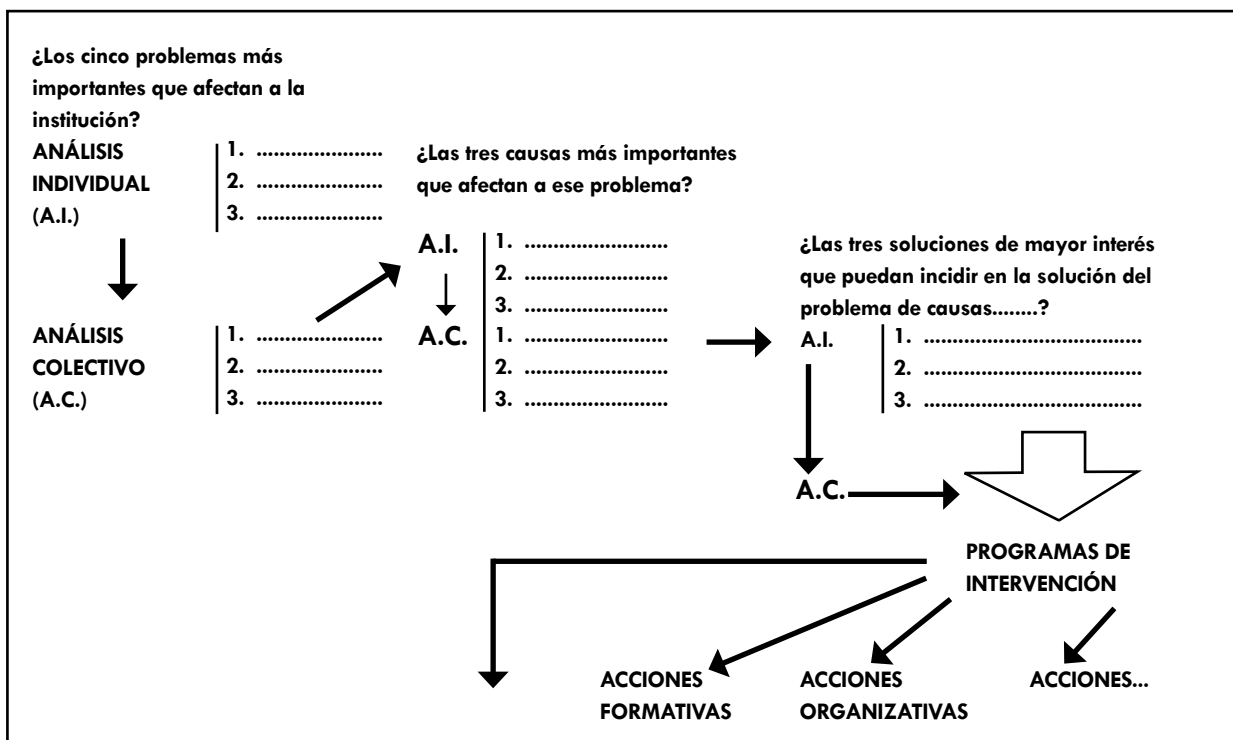 ¿Los cinco problemas más
importantes que afectan a la
institución?
ANÁLISIS
INDIVIDUAL
(A.I.)
1. ......................
2. ......................
3. ......................
ANÁLISIS
COLECTIVO
(A.C.)
1. ......................
2. ......................
3. ......................
¿Las tres causas más importantes
que afectan a ese problema?
A.I.
1. .........................
2. .........................
3. .........................
A.C.
1. .........................
2. .........................
3. .........................
¿Las tres soluciones de mayor interés
que puedan incidir en la solución del
problema de causas........?
A.I.
1. ......................................
2. ......................................
3. ......................................
A.C.
PROGRAMAS DE
INTERVENCIÓN
ACCIONES
FORMATIVAS
ACCIONES
ORGANIZATIVAS
ACCIONES...